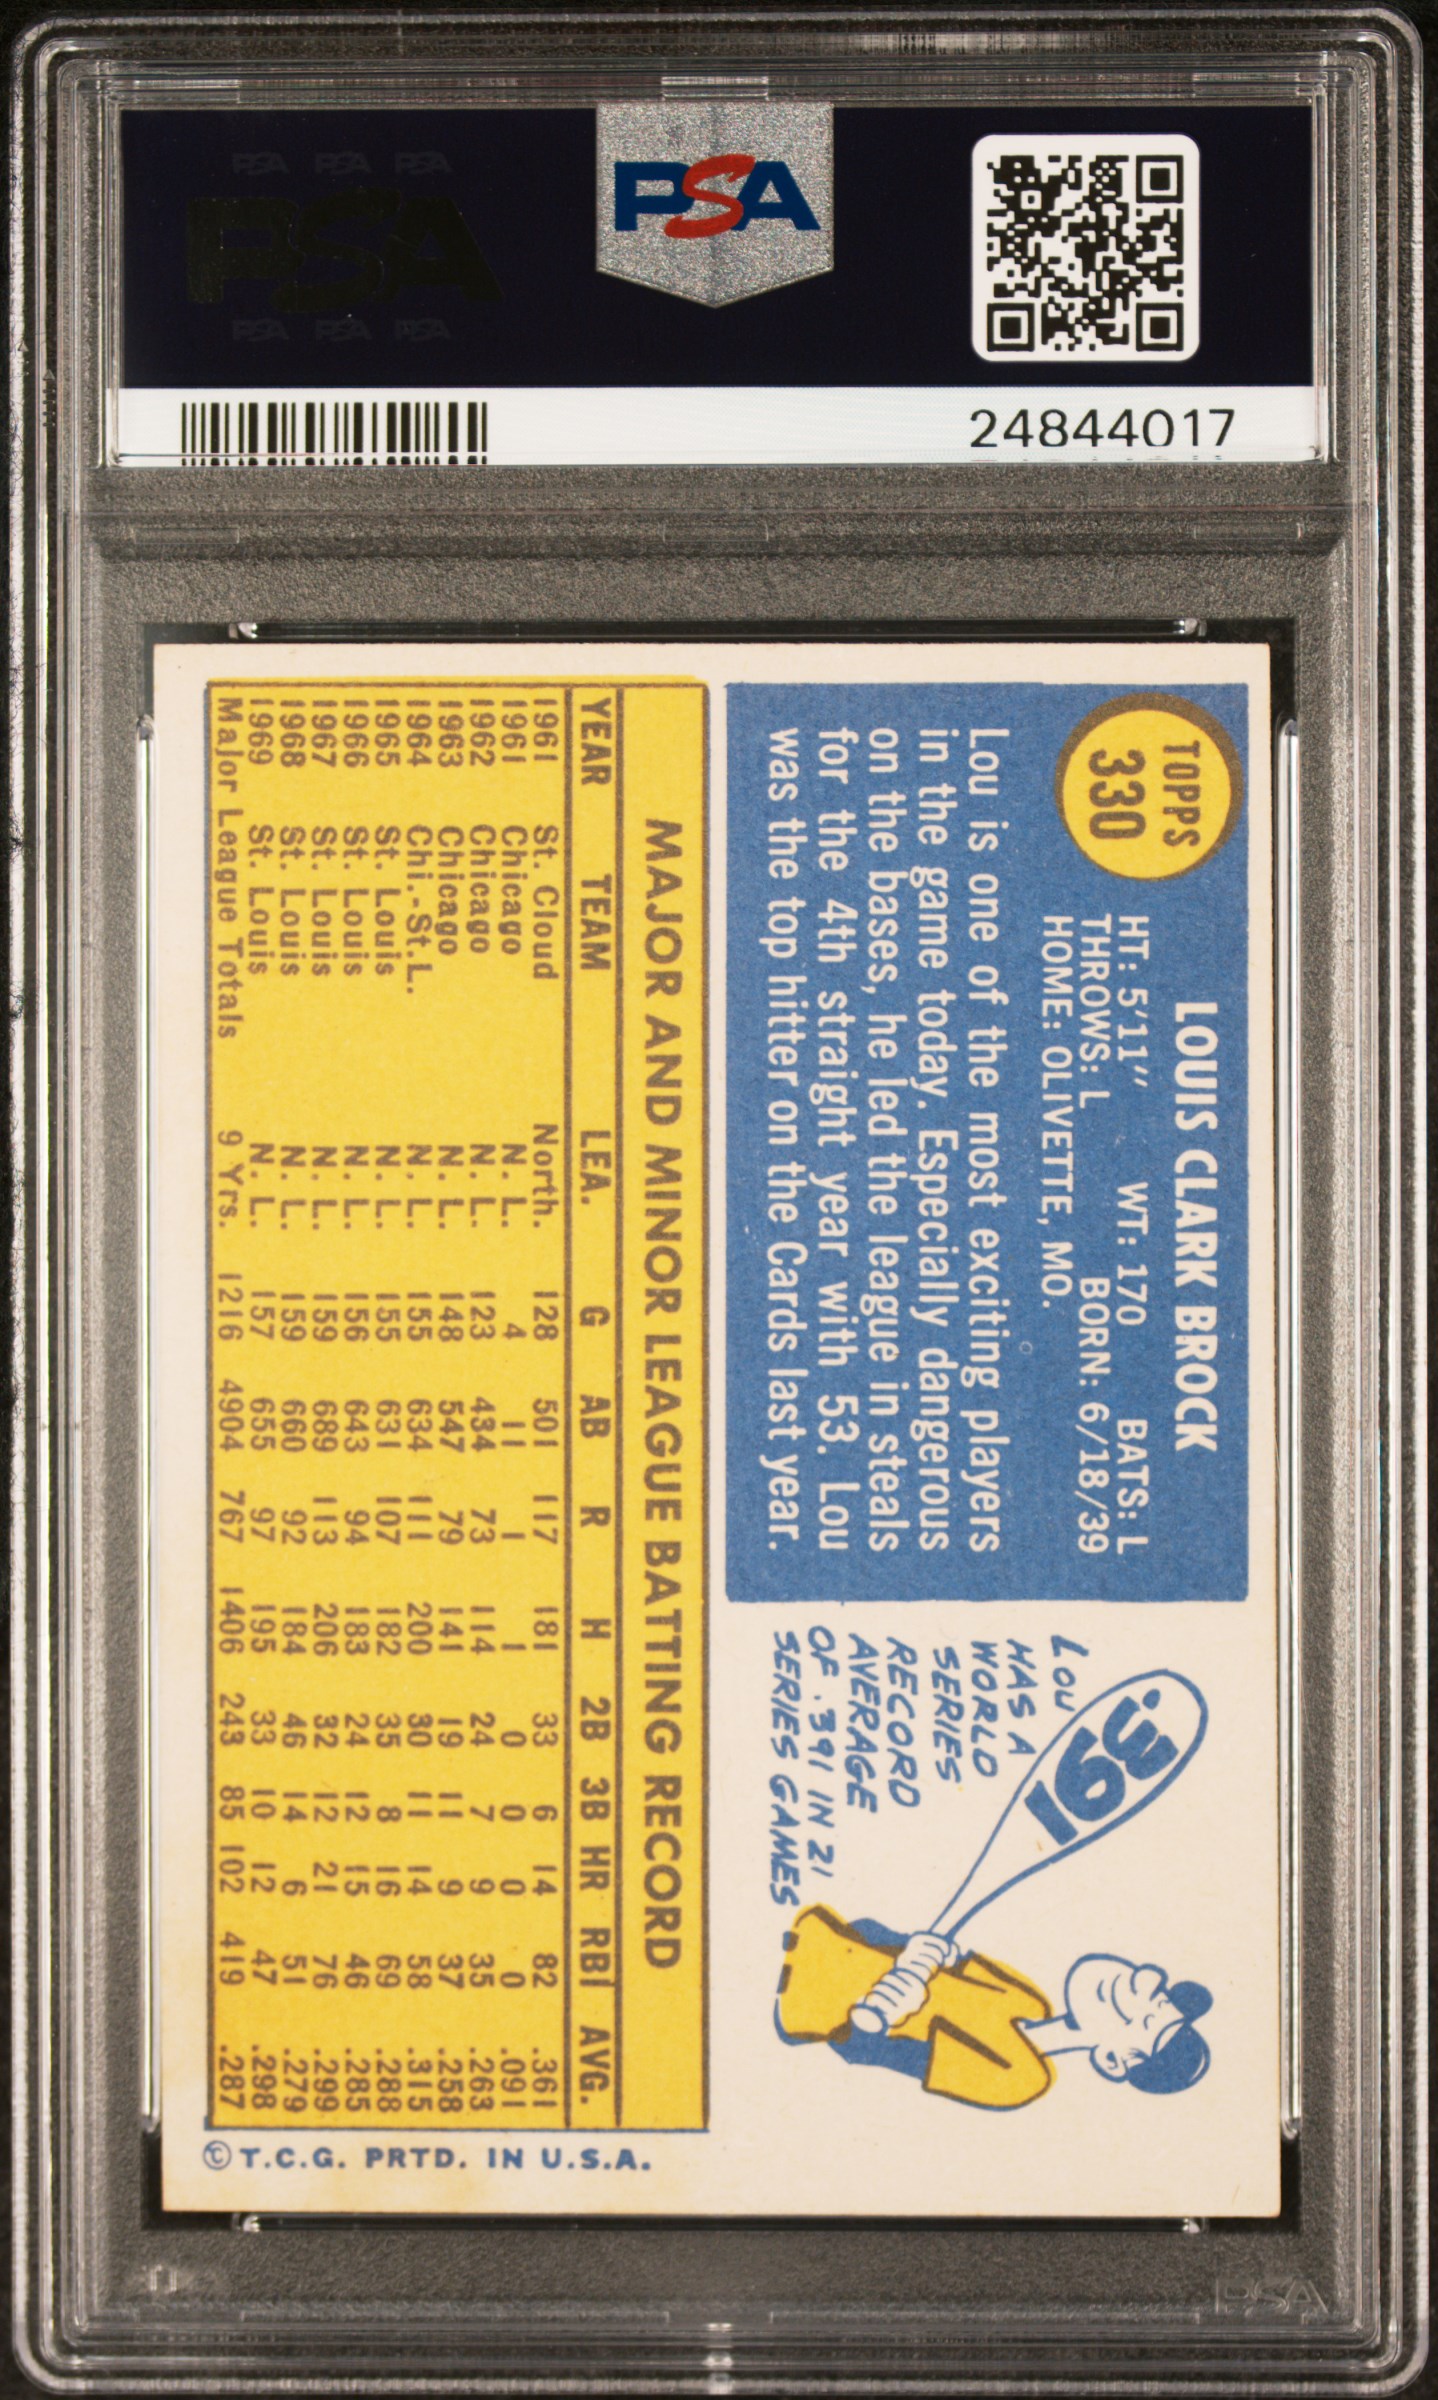 PSA PSA PSA
PSA
PSA PSA PSA
PSA
24844017
TOPPS
330
LOUIS CLARK BROCK
HT: 5'11" WT: 170 BATS: L
THROWS: L BORN: 6/18/39
HOME: OLIVETTE, MO.
Lou is one of the most exciting players
in the game today. Especially dangerous
on the bases, he led the league in steals
for the 4th straight year with 53. Lou
was the top hitter on the Cards last year.
.391
LOU
HAS A
WORLD
SERIES
RECORD
AVERAGE
OF .391 IN 21
SERIES GAMES
MAJOR AND MINOR LEAGUE BATTING RECORD
YEAR TEAM LEA. G AB R H 2B 3B HR RBI AVG.
1961 St. Cloud North. 128 501 117 181 33 6 14 82 .361
1961 Chicago N. L. 4 11 1 1 0 0 0 0 .091
1962 Chicago N. L. 123 434 73 114 24 7 9 35 .263
1963 Chicago N. L. 148 547 79 141 19 11 9 37 .258
1964 Chi.-St.L. N. L. 155 634 111 200 30 11 14 58 .315
1965 St. Louis N. L. 155 631 107 182 35 8 16 69 .288
1966 St. Louis N. L. 156 643 94 183 24 12 15 46 .285
1967 St. Louis N. L. 159 689 113 206 32 12 21 76 .299
1968 St. Louis N. L. 159 660 92 184 46 14 6 51 .279
1969 St. Louis N. L. 157 655 97 195 33 10 12 47 .298
Major League Totals 9 Yrs. 1216 4904 767 1406 243 85 102 419 .287
© T.C.G. PRTD. IN U.S.A.
PSA